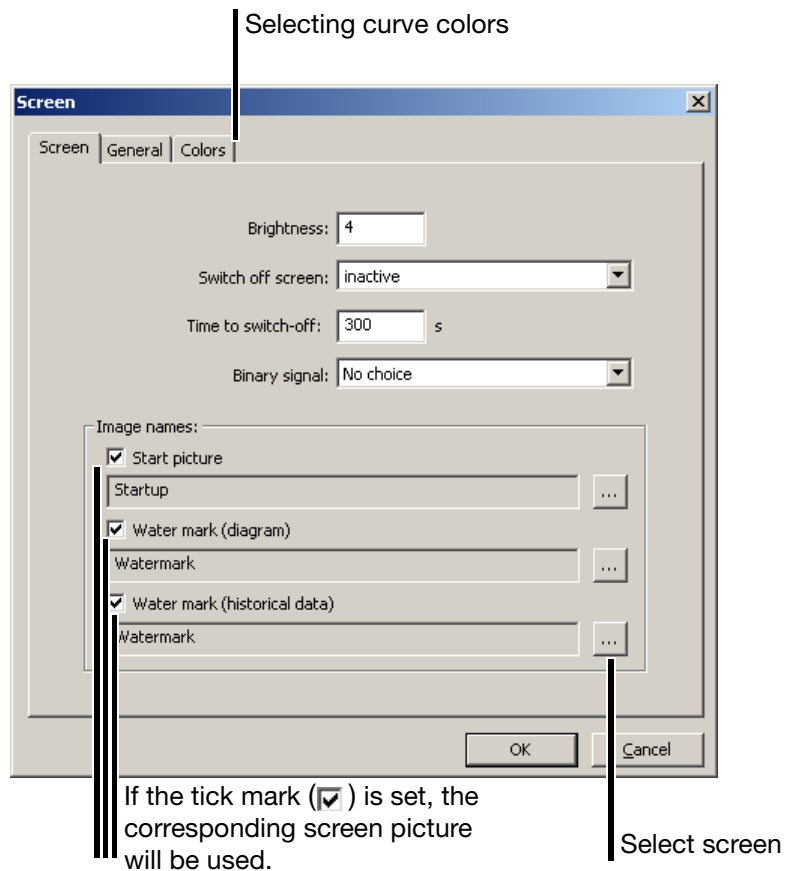 Selecting curve colors
Screen
Screen General Colors
Brightness: 4
Switch off screen: inactive
Time to switch-off: 300 s
Binary signal: No choice
Image names:
Start picture
Startup
...
Water mark (diagram)
Watermark
...
Water mark (historical data)
Watermark
...
OK Cancel
If the tick mark (☑) is set, the
corresponding screen picture
will be used.
Select screen